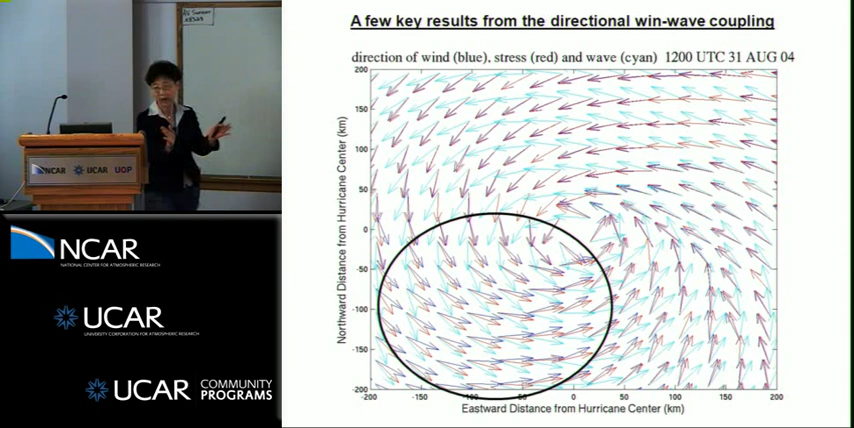 A few key results from the directional win-wave coupling
direction of wind (blue), stress (red) and wave (cyan) 1200 UTC 31 AUG 04
200
150
100
50
0
-50
-100
-150
-200
Northward Distance from Hurricane Center (km)
-200 -150 -100 -50 0 50 100 150 200
Eastward Distance from Hurricane Center (km)
NCAR UCAR UOP
NCAR
NATIONAL CENTER FOR ATMOSPHERIC RESEARCH
UCAR
UNIVERSITY CORPORATION FOR ATMOSPHERIC RESEARCH
UCAR COMMUNITY
PROGRAMS